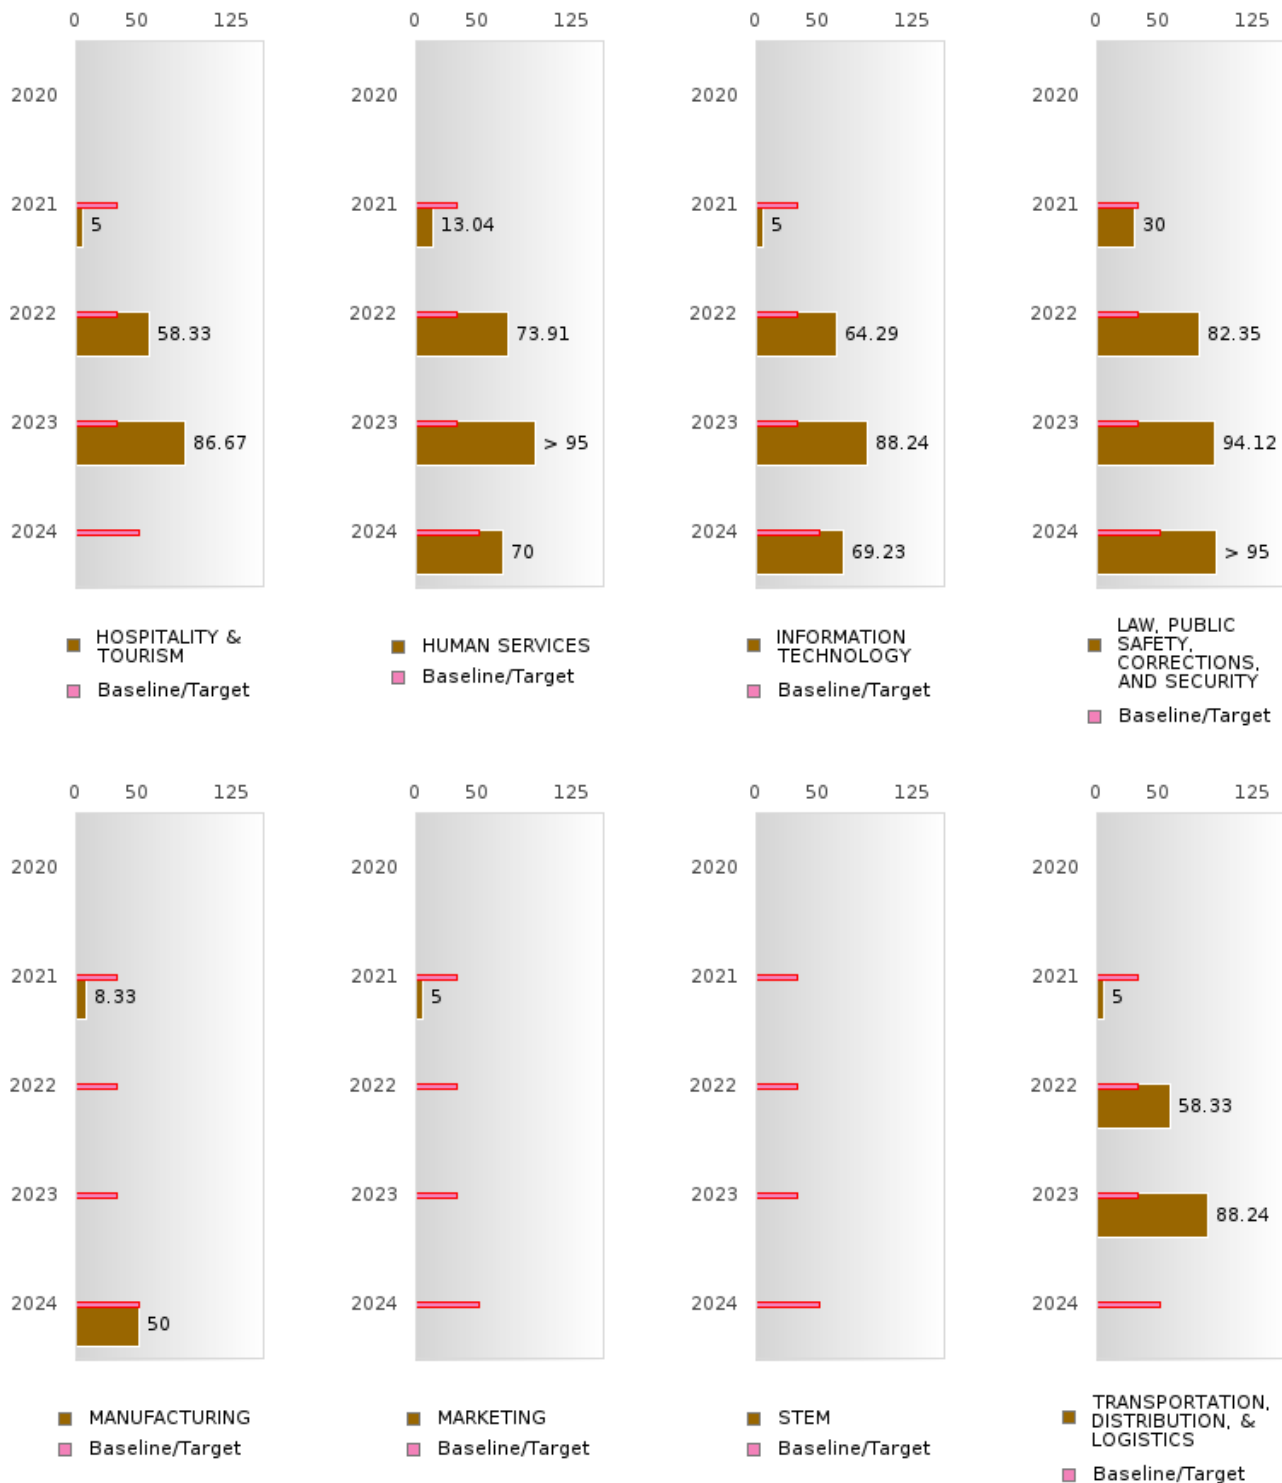 0 50 125 0 50 125 0 50 125 0 50 125
2020 2020 2020 2020
2021 2021 2021 2021
5 13.04 5 30
2022 2022 2022 2022
58.33 73.91 64.29 82.35
2023 2023 2023 2023
86.67 > 95 88.24 94.12
2024 2024 2024 2024
70 69.23 > 95
HOSPITALITY &
TOURISM
Baseline/Target
HUMAN SERVICES
Baseline/Target
INFORMATION
TECHNOLOGY
Baseline/Target
LAW, PUBLIC
SAFETY,
CORRECTIONS,
AND SECURITY
Baseline/Target
0 50 125 0 50 125 0 50 125 0 50 125
2020 2020 2020 2020
2021 2021 2021 2021
8.33 5 5
2022 2022 2022 2022
58.33
2023 2023 2023 2023
88.24
2024 2024 2024 2024
50
MANUFACTURING
Baseline/Target
MARKETING
Baseline/Target
STEM
Baseline/Target
TRANSPORTATION,
DISTRIBUTION, &
LOGISTICS
Baseline/Target